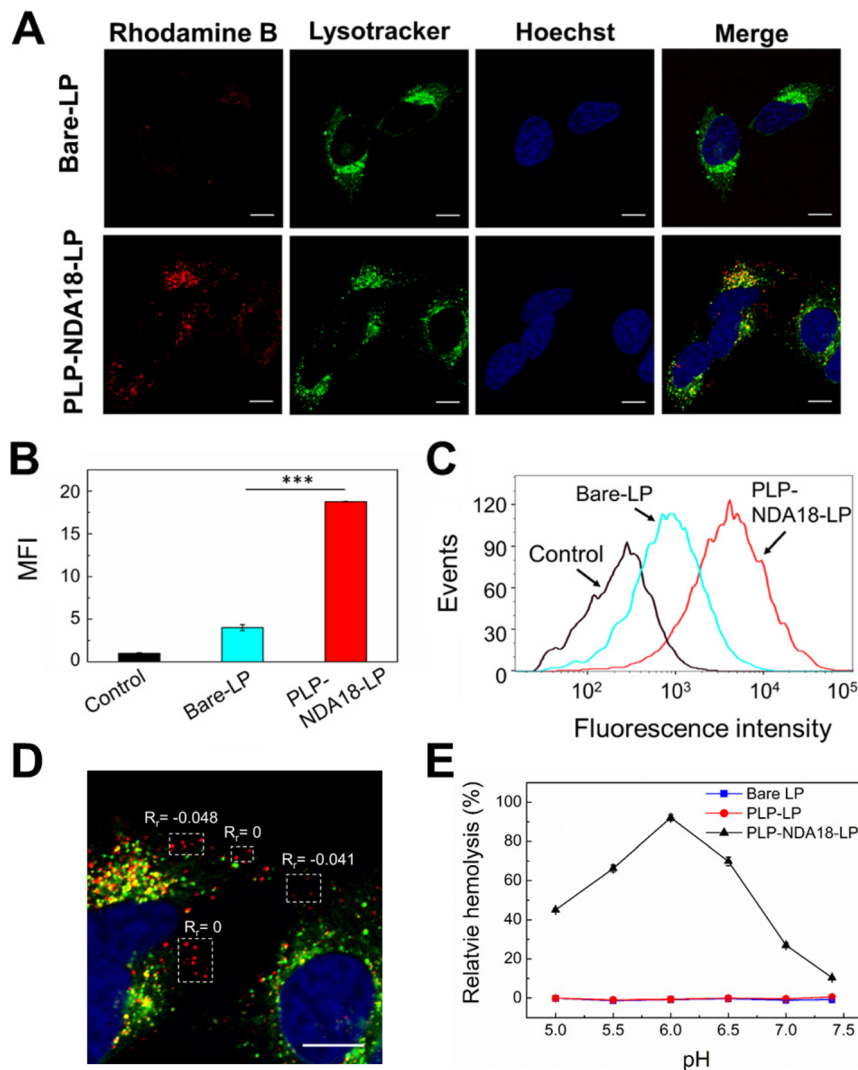 A
Rhodamine B Lysotracker Hoechst Merge
Bare-LP
PLP-NDA18-LP
B
MFI
20
15
10
5
0
***
Control
Bare-LP
PLP-
NDA18-LP
C
Events
120
90
60
30
0
Control
Bare-LP
PLP-
NDA18-LP
10² 10³ 10⁴ 10⁵
Fluorescence intensity
D
Rr= -0.048
Rr= 0
Rr= -0.041
Rr= 0
E
Relatvie hemolysis (%)
100
80
60
40
20
0
Bare LP
PLP-LP
PLP-NDA18-LP
5.0 5.5 6.0 6.5 7.0 7.5
pH